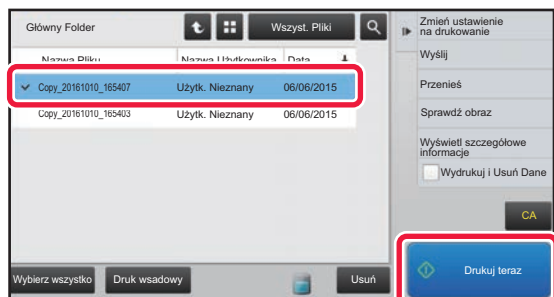 Główny Folder
Wszyst. Pliki
Nazwa Pliku Nazwa Użytkownika Data
Copy_20161010_165407 Użytk. Nieznany 06/06/2015
Copy_20161010_165403 Użytk. Nieznany 06/06/2015
Wybierz wszystko
Druk wsadowy
Usuń
Zmień ustawienie
na drukowanie
Wyślij
Przenieś
Sprawdź obraz
Wyświetl szczegółowe
informacje
Wydrukuj i Usuń Dane
CA
Drukuj teraz